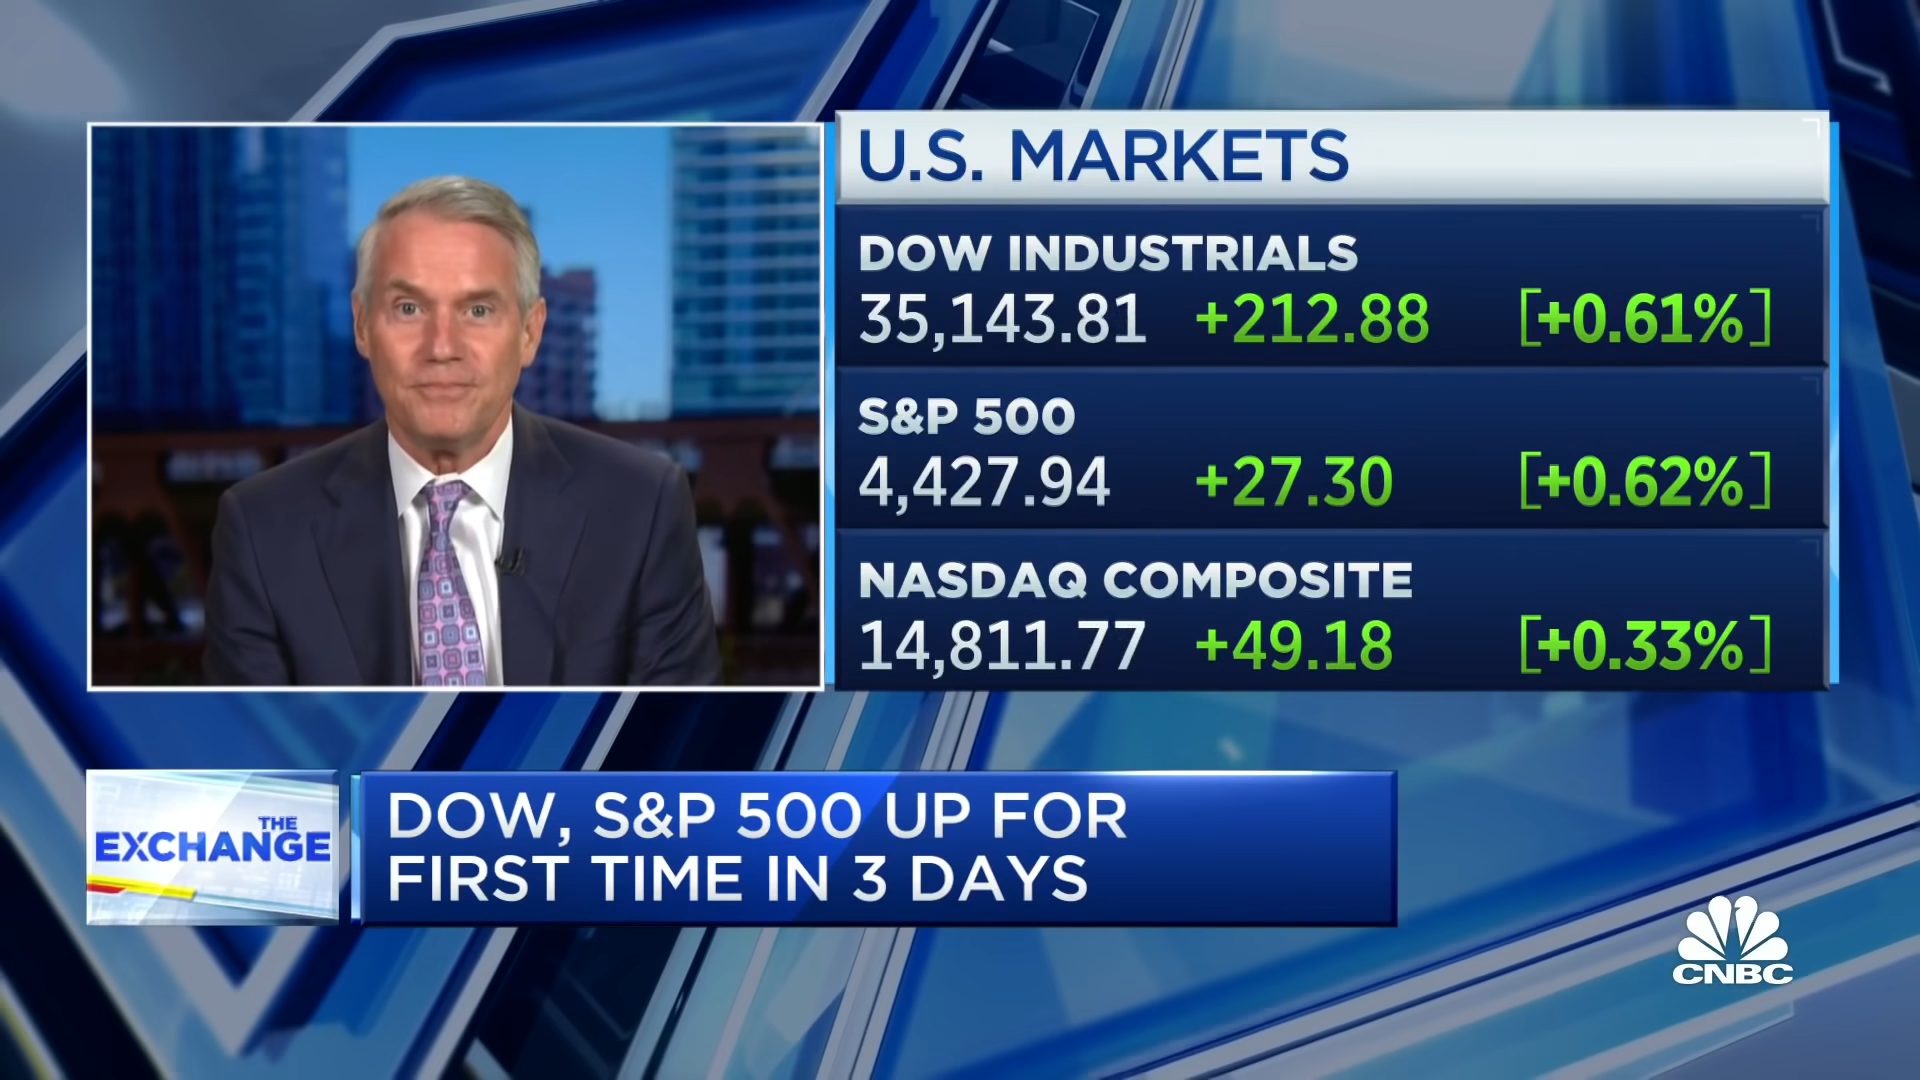 U.S. MARKETS
DOW INDUSTRIALS
35,143.81 +212.88 [+0.61%]
S&P 500
4,427.94 +27.30 [+0.62%]
NASDAQ COMPOSITE
14,811.77 +49.18 [+0.33%]
THE
EXCHANGE
DOW, S&P 500 UP FOR
FIRST TIME IN 3 DAYS
CNBC